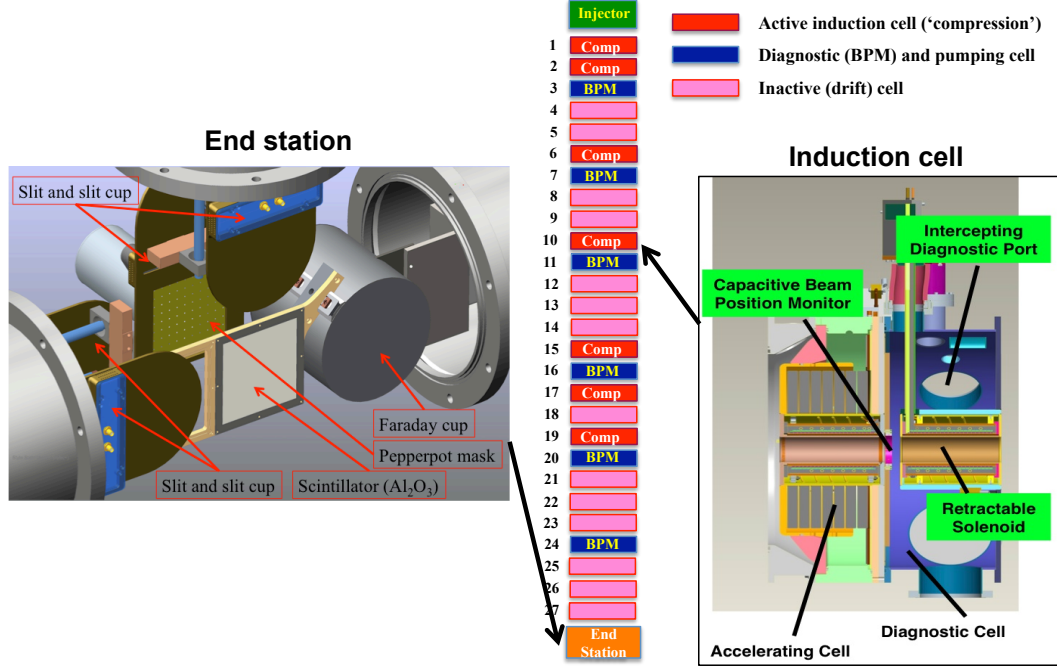 Injector
1 Comp
2 Comp
3 BPM
4
5
6 Comp
7 BPM
8
9
10 Comp
11 BPM
12
13
14
15 Comp
16 BPM
17 Comp
18
19 Comp
20 BPM
21
22
23
24 BPM
25
26
27
End
Station
Active induction cell (‘compression’)
Diagnostic (BPM) and pumping cell
Inactive (drift) cell
End station
Slit and slit cup
Faraday cup
Pepperpot mask
Slit and slit cup
Scintillator (Al₂O₃)
Induction cell
Intercepting
Diagnostic Port
Capacitive Beam
Position Monitor
Retractable
Solenoid
Diagnostic Cell
Accelerating Cell